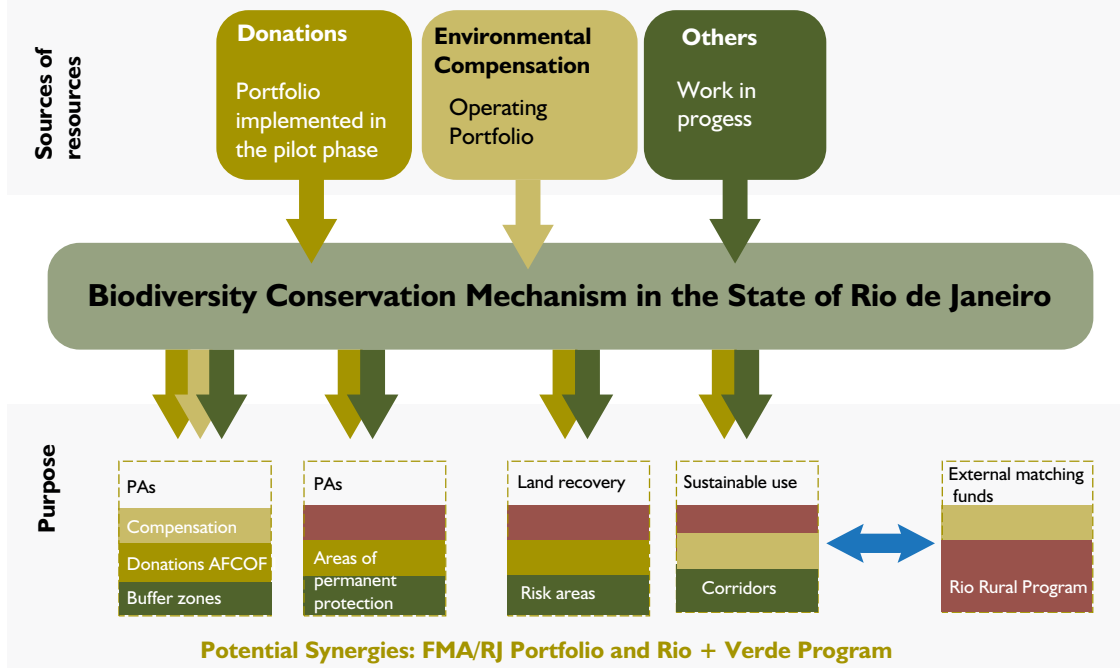 Sources of
resources
Donations
Portfolio
implemented in
the pilot phase
Environmental
Compensation
Operating
Portfolio
Others
Work in
progess
Biodiversity Conservation Mechanism in the State of Rio de Janeiro
Purpose
PAs
Compensation
Donations AFCOF
Buffer zones
PAs
Areas of
permanent
protection
Land recovery
Risk areas
Sustainable use
Corridors
External matching
funds
Rio Rural Program
Potential Synergies: FMA/RJ Portfolio and Rio + Verde Program